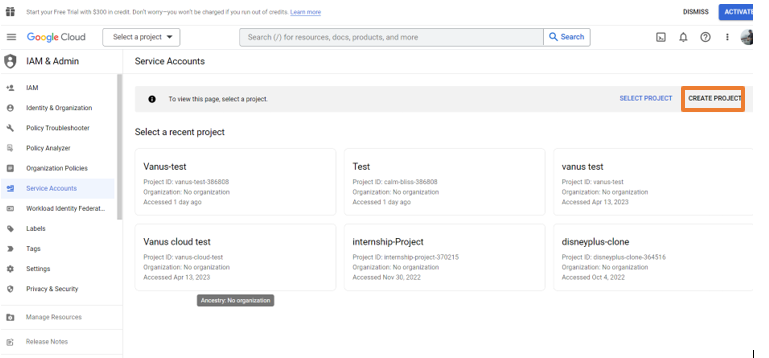 Start your Free Trial with $300 in credit. Don't worry—you won't be charged if you run out of credits. Learn more
DISMISS
ACTIVATE
Google Cloud
Select a project
Search (/) for resources, docs, products, and more
Search
IAM & Admin
Service Accounts
IAM
Identity & Organization
Policy Troubleshooter
Policy Analyzer
Organization Policies
Service Accounts
Workload Identity Federat...
Labels
Tags
Settings
Privacy & Security
Manage Resources
Release Notes
To view this page, select a project.
SELECT PROJECT
CREATE PROJECT
Select a recent project
Vanus-test
Project ID: vanus-test-386808
Organization: No organization
Accessed 1 day ago
Test
Project ID: calm-bliss-386808
Organization: No organization
Accessed 1 day ago
vanus test
Project ID: vanus-test
Organization: No organization
Accessed Apr 13, 2023
Vanus cloud test
Project ID: vanus-cloud-test
Organization: No organization
Accessed Apr 13, 2023
internship-Project
Project ID: internship-project-370215
Organization: No organization
Accessed Nov 30, 2022
disneyplus-clone
Project ID: disneyplus-clone-364516
Organization: No organization
Accessed Oct 4, 2022
Ancestry: No organization